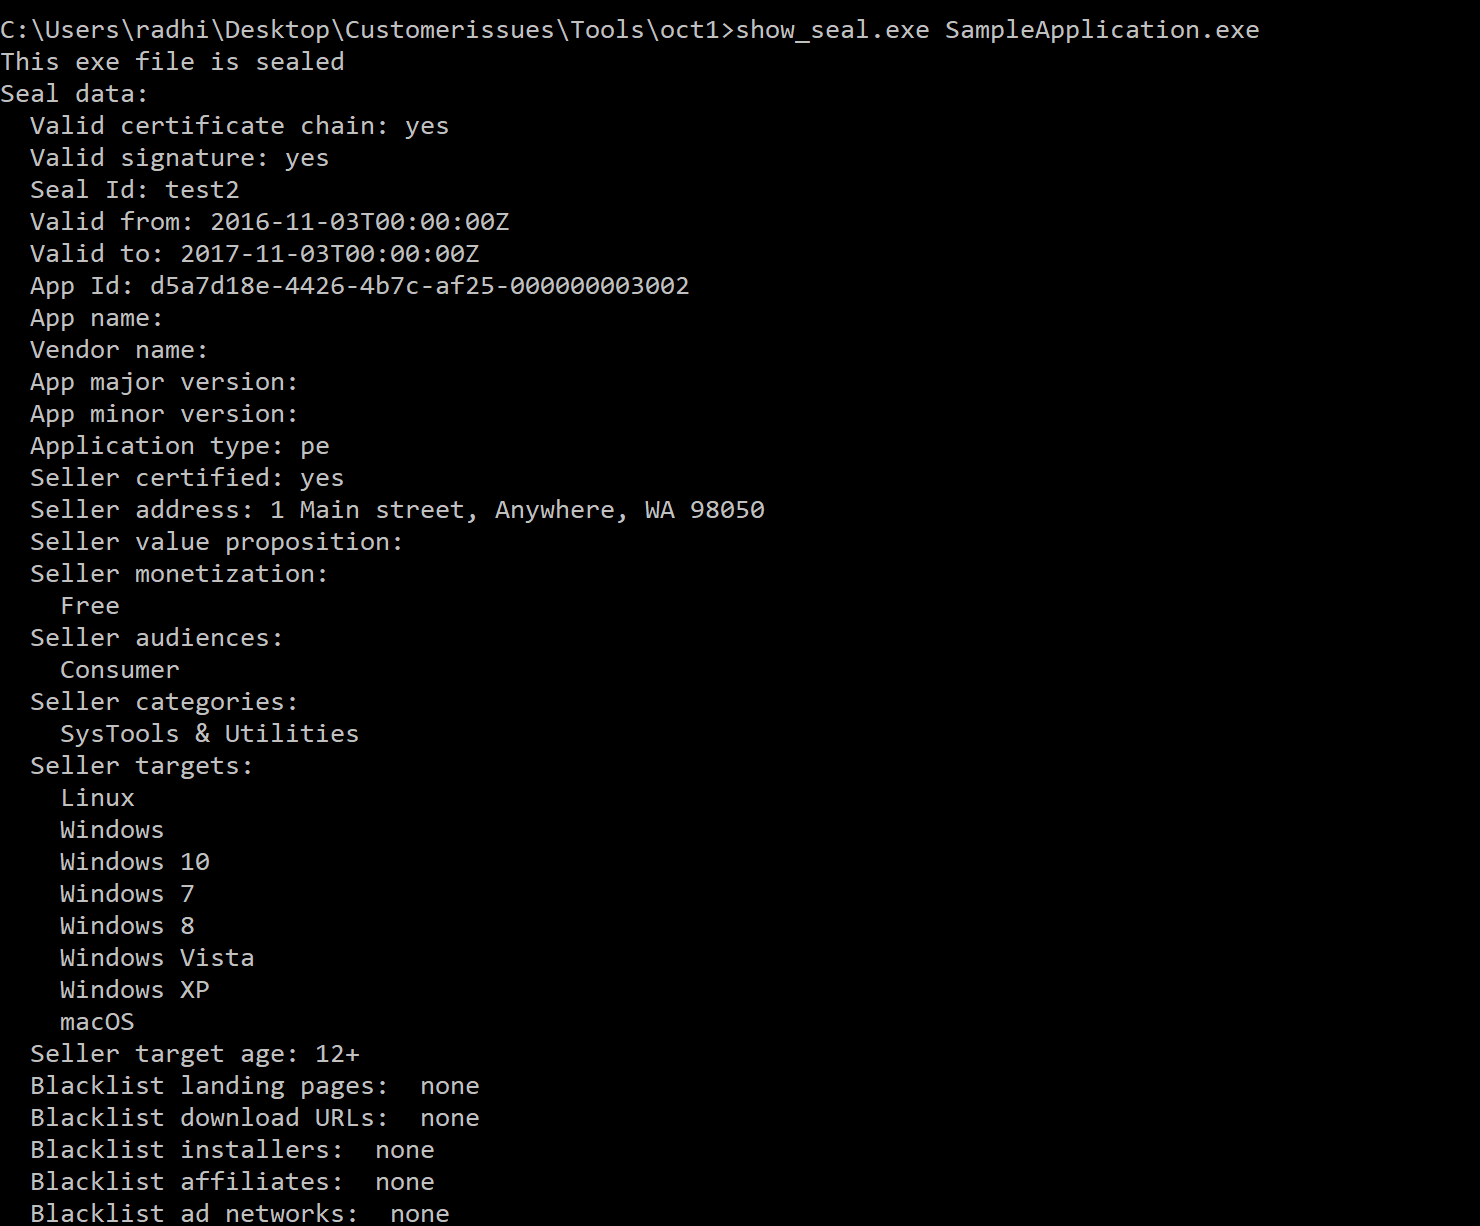 C:\Users\radhi\Desktop\Customerissues\Tools\oct1>show_seal.exe SampleApplication.exe
This exe file is sealed
Seal data:
  Valid certificate chain: yes
  Valid signature: yes
  Seal Id: test2
  Valid from: 2016-11-03T00:00:00Z
  Valid to: 2017-11-03T00:00:00Z
  App Id: d5a7d18e-4426-4b7c-af25-000000003002
  App name:
  Vendor name:
  App major version:
  App minor version:
  Application type: pe
  Seller certified: yes
  Seller address: 1 Main street, Anywhere, WA 98050
  Seller value proposition:
  Seller monetization:
    Free
  Seller audiences:
    Consumer
  Seller categories:
    SysTools & Utilities
  Seller targets:
    Linux
    Windows
    Windows 10
    Windows 7
    Windows 8
    Windows Vista
    Windows XP
    macOS
  Seller target age: 12+
  Blacklist landing pages:  none
  Blacklist download URLs:  none
  Blacklist installers:  none
  Blacklist affiliates:  none
  Blacklist ad networks:  none